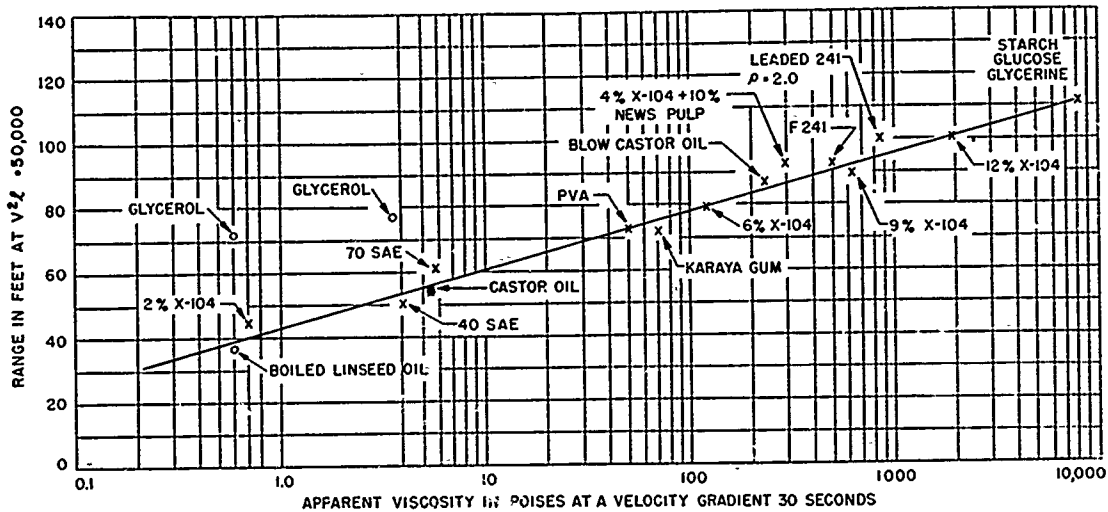 RANGE IN FEET AT V²ℓ •50,000
140
120
100
80
60
40
20
0
0.1
1.0
10
100
1000
10,000
APPARENT VISCOSITY IN POISES AT A VELOCITY GRADIENT 30 SECONDS
STARCH
GLUCOSE
GLYCERINE
LEADED 241
ρ = 2.0
4% X-104 + 10%
NEWS PULP
F 241
BLOW CASTOR OIL
12% X-104
GLYCEROL
GLYCEROL
PVA
6% X-104
9% X-104
70 SAE
KARAYA GUM
CASTOR OIL
2% X-104
40 SAE
BOILED LINSEED OIL